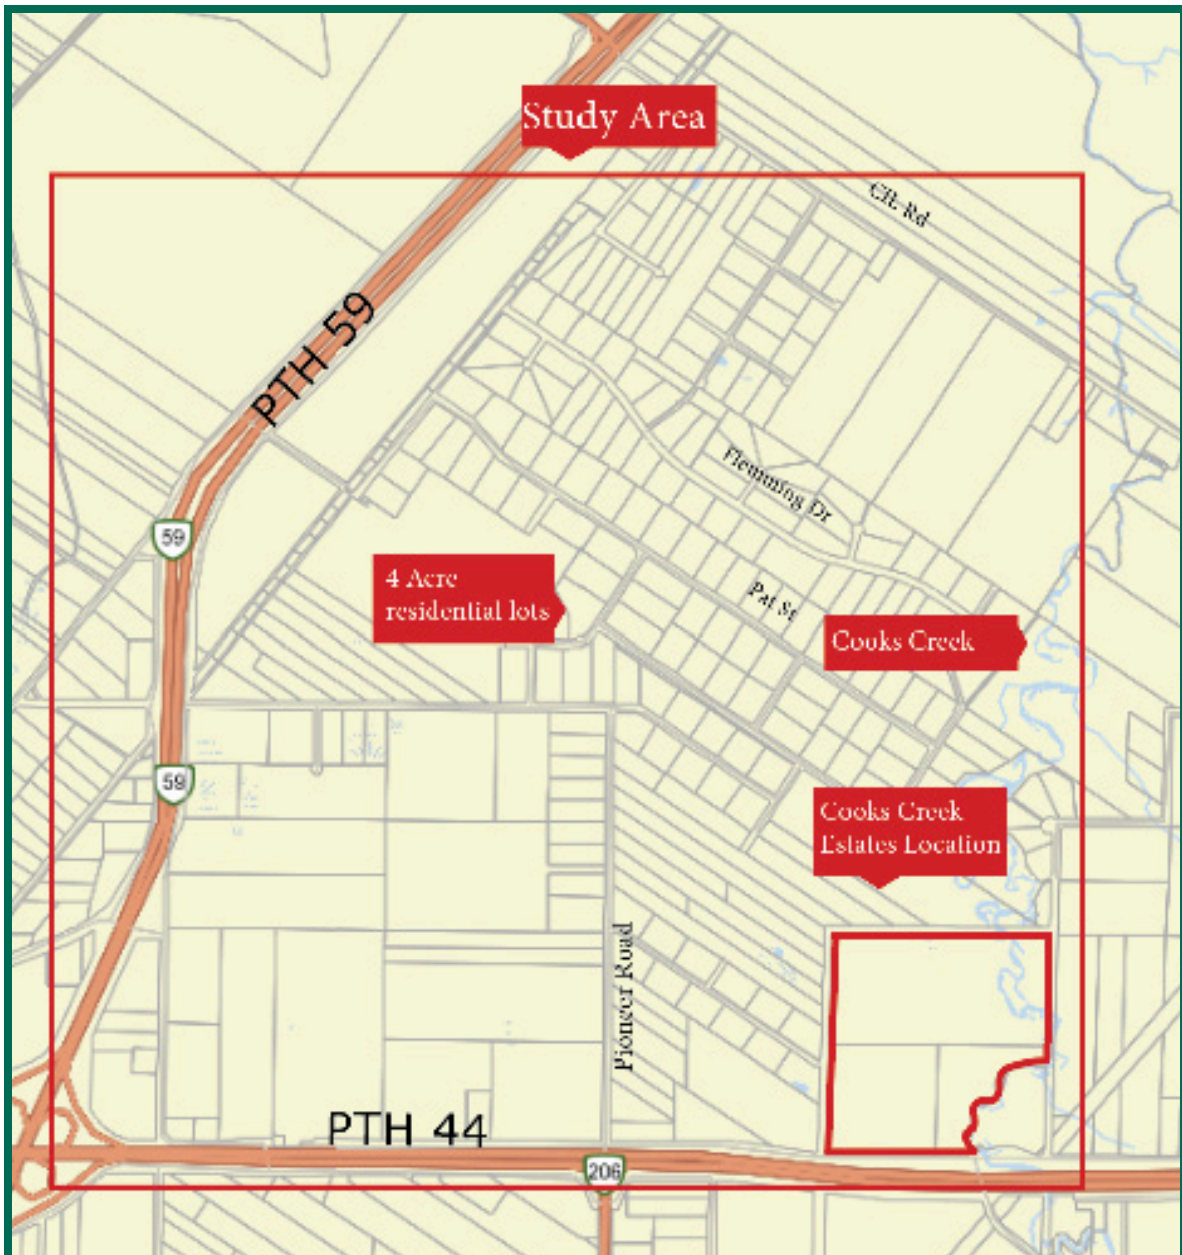 Study Area
CIL Rd
PTH 59
Flemming Dr
59
4 Acre
residential lots
Pat St
Cooks Creek
59
Cooks Creek
Estates Location
Pioneer Road
PTH 44
206